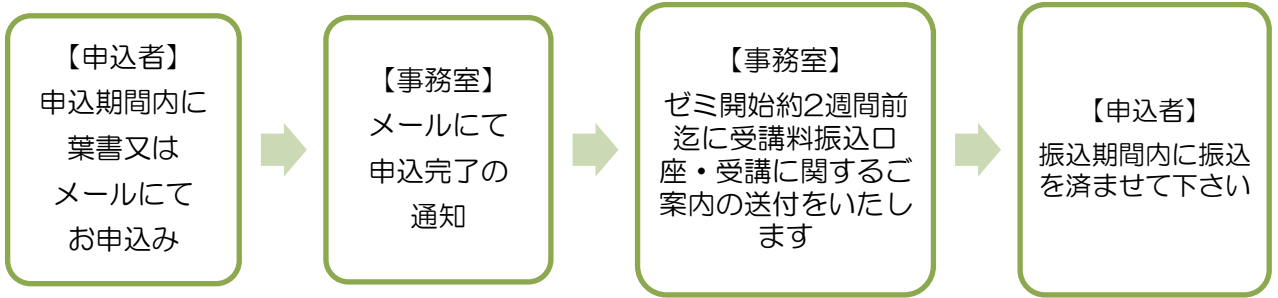 【申込者】
申込期間内に
葉書又は
メールにて
お申込み
【事務室】
メールにて
申込完了の
通知
【事務室】
ゼミ開始約2週間前
迄に受講料振込口
座・受講に関するご
案内の送付をいたし
ます
【申込者】
振込期間内に振込
を済ませて下さい